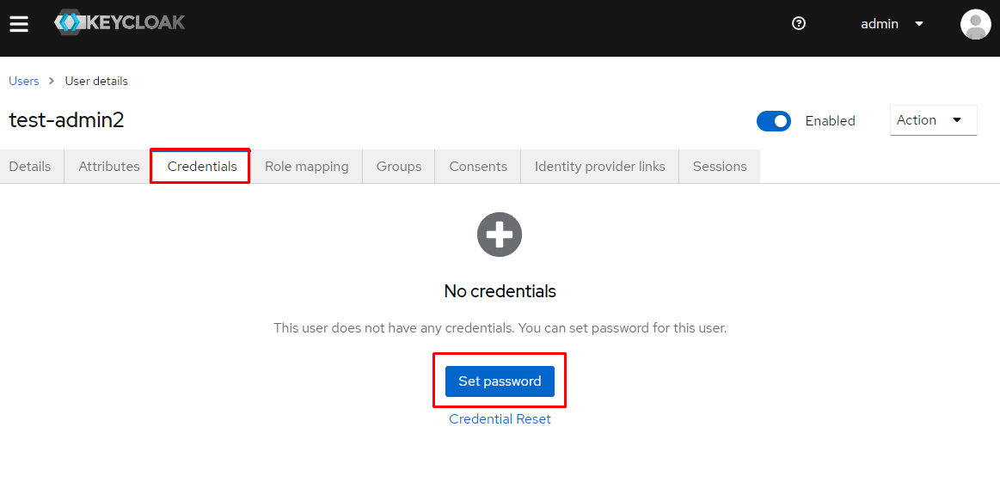 KEYCLOAK
admin
Users > User details
test-admin2
Enabled
Action
Details Attributes Credentials Role mapping Groups Consents Identity provider links Sessions
No credentials
This user does not have any credentials. You can set password for this user.
Set password
Credential Reset